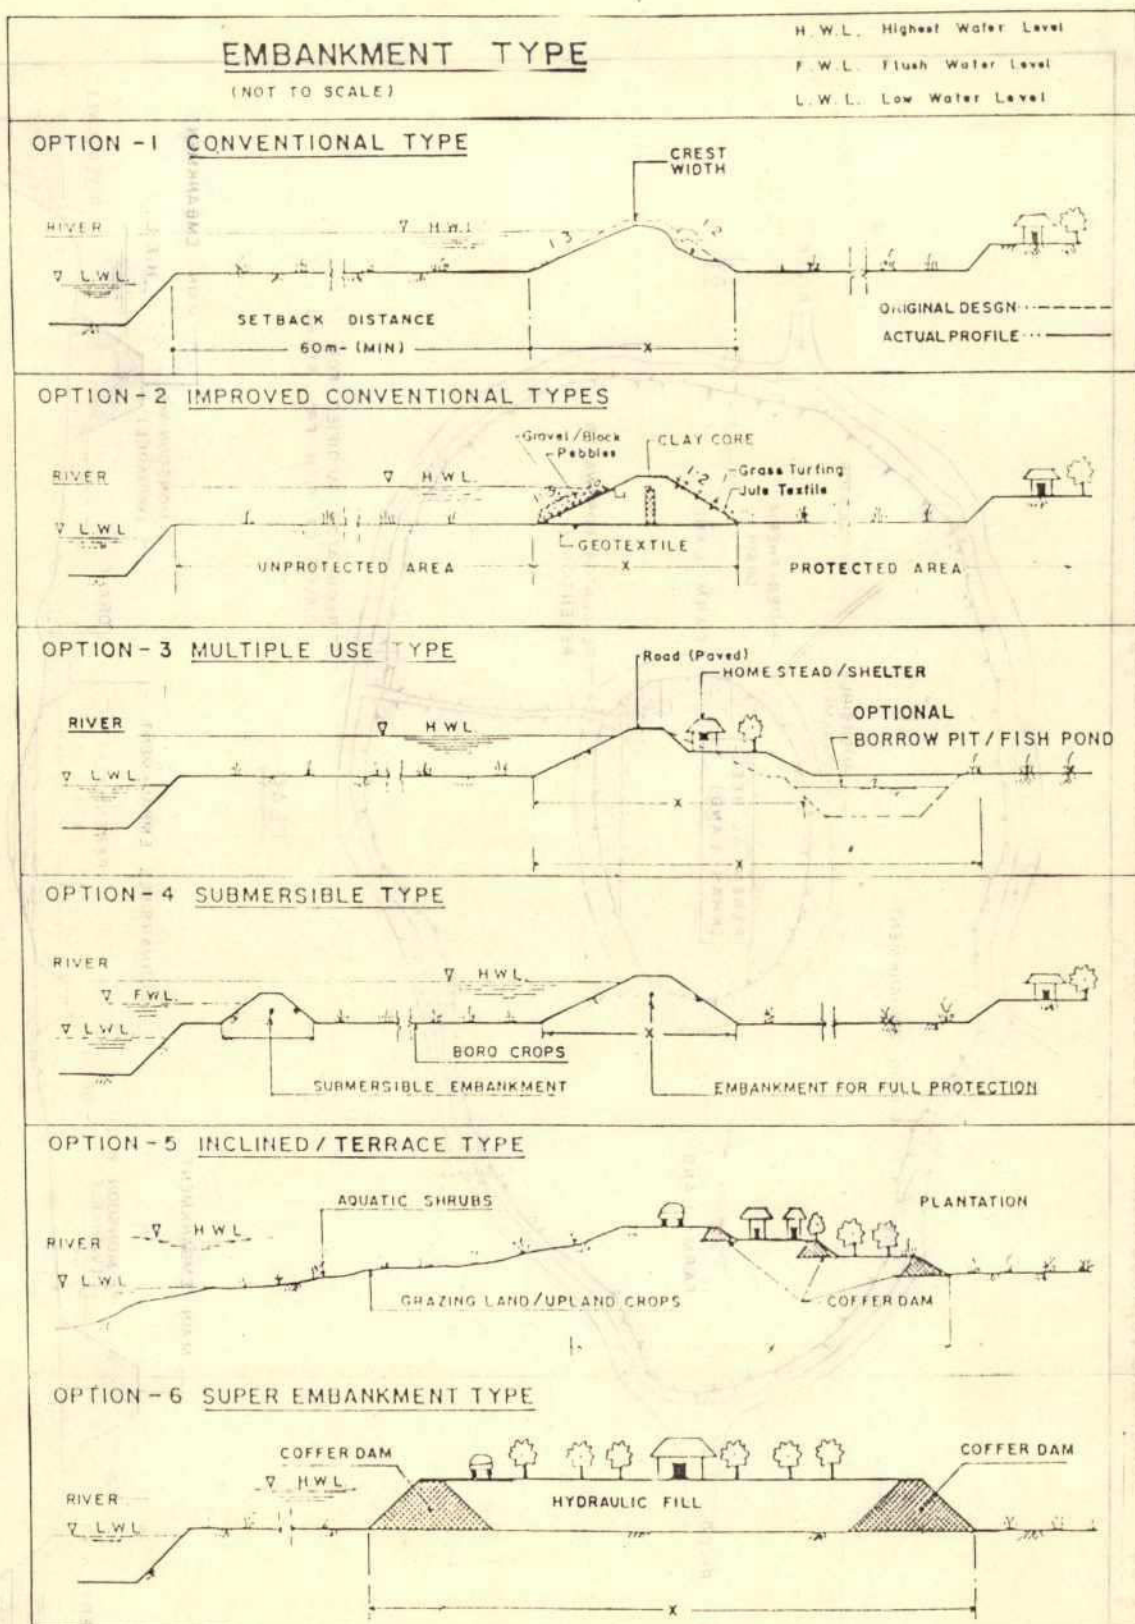 EMBANKMENT TYPE
(NOT TO SCALE)
H.W.L. Highest Water Level
F.W.L. Flush Water Level
L.W.L. Low Water Level
OPTION-1 CONVENTIONAL TYPE
CREST
WIDTH
RIVER
H.W.L
1:3
L.W.L.
SETBACK DISTANCE
60m-(MIN)
X
ORIGINAL DESGN
ACTUAL PROFILE
OPTION-2 IMPROVED CONVENTIONAL TYPES
Gravel/Block
Pebbles
CLAY CORE
RIVER
H.W.L.
1:2
Grass Turfing
Jute Textile
L.W.L.
GEOTEXTILE
UNPROTECTED AREA
X
PROTECTED AREA
OPTION-3 MULTIPLE USE TYPE
Road (Paved)
HOMESTEAD/SHELTER
RIVER
H.W.L.
OPTIONAL
BORROW PIT/FISH POND
L.W.L.
X
X
OPTION-4 SUBMERSIBLE TYPE
RIVER
H.W.L.
F.W.L.
L.W.L.
X
BORO CROPS
SUBMERSIBLE EMBANKMENT
EMBANKMENT FOR FULL PROTECTION
OPTION-5 INCLINED/TERRACE TYPE
AQUATIC SHRUBS
PLANTATION
H.W.L.
RIVER
L.W.L.
GRAZING LAND/UPLAND CROPS
COFFER DAM
OPTION-6 SUPER EMBANKMENT TYPE
COFFER DAM
COFFER DAM
H.W.L.
RIVER
HYDRAULIC FILL
L.W.L.
X